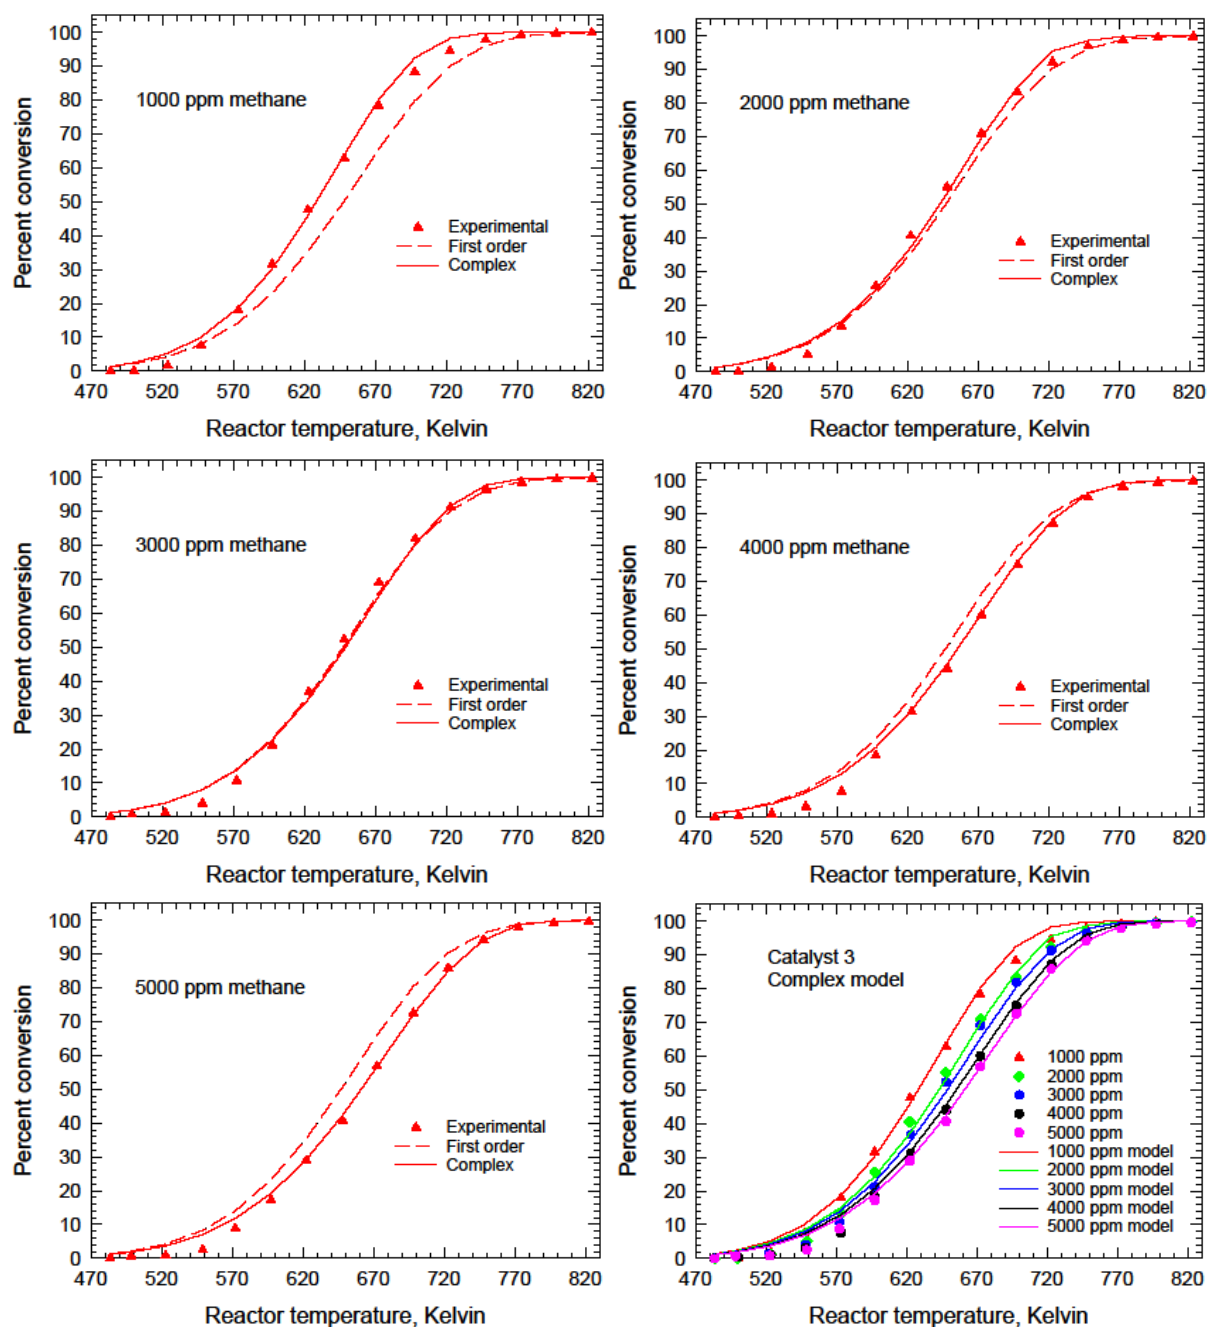 Percent conversion
100
90
80
70
60
50
40
30
20
10
0
1000 ppm methane
Experimental
First order
Complex
470 520 570 620 670 720 770 820
Reactor temperature, Kelvin
Percent conversion
100
90
80
70
60
50
40
30
20
10
0
2000 ppm methane
Experimental
First order
Complex
470 520 570 620 670 720 770 820
Reactor temperature, Kelvin
Percent conversion
100
90
80
70
60
50
40
30
20
10
0
3000 ppm methane
Experimental
First order
Complex
470 520 570 620 670 720 770 820
Reactor temperature, Kelvin
Percent conversion
100
90
80
70
60
50
40
30
20
10
0
4000 ppm methane
Experimental
First order
Complex
470 520 570 620 670 720 770 820
Reactor temperature, Kelvin
Percent conversion
100
90
80
70
60
50
40
30
20
10
0
5000 ppm methane
Experimental
First order
Complex
470 520 570 620 670 720 770 820
Reactor temperature, Kelvin
Percent conversion
100
90
80
70
60
50
40
30
20
10
0
Catalyst 3
Complex model
1000 ppm
2000 ppm
3000 ppm
4000 ppm
5000 ppm
1000 ppm model
2000 ppm model
3000 ppm model
4000 ppm model
5000 ppm model
470 520 570 620 670 720 770 820
Reactor temperature, Kelvin